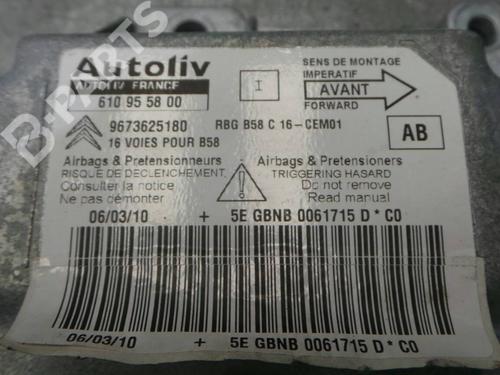 Autoliv
AUTOLIV FRANCE
610 95 58 00
I
SENS DE MONTAGE
IMPERATIF
AVANT
FORWARD
9673625180
RBG B58 C 16-CEM01
16 VOIES POUR B58
AB
Airbags & Pretensionneurs
RISQUE DE DECLENCHEMENT.
Consulter la notice
Ne pas démonter
Airbags & Pretensioners
TRIGGERING HASARD
Do not remove
Read manual
06/03/10 + 5E GBNB 0061715 D * C0
06/03/10 + 5E GBNB 0061715 D * C0
B-PARTS